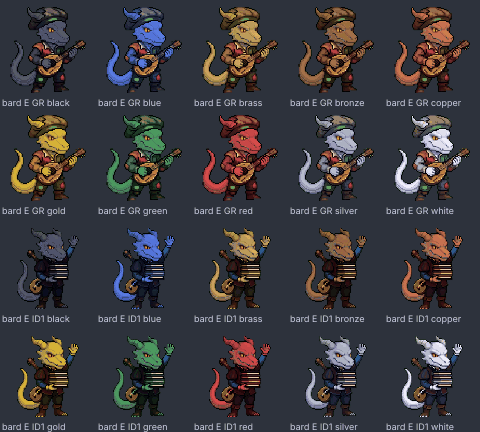 bard E GR black
bard E GR blue
bard E GR brass
bard E GR bronze
bard E GR copper
bard E GR gold
bard E GR green
bard E GR red
bard E GR silver
bard E GR white
bard E ID1 black
bard E ID1 blue
bard E ID1 brass
bard E ID1 bronze
bard E ID1 copper
bard E ID1 gold
bard E ID1 green
bard E ID1 red
bard E ID1 silver
bard E ID1 white